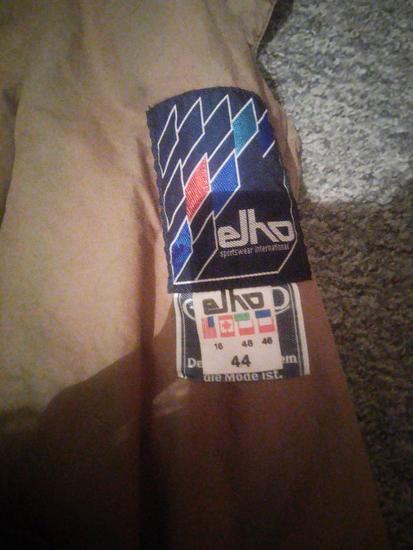 elho
sportswear international
elho
16 48 46
44
De em
die Mode ist.